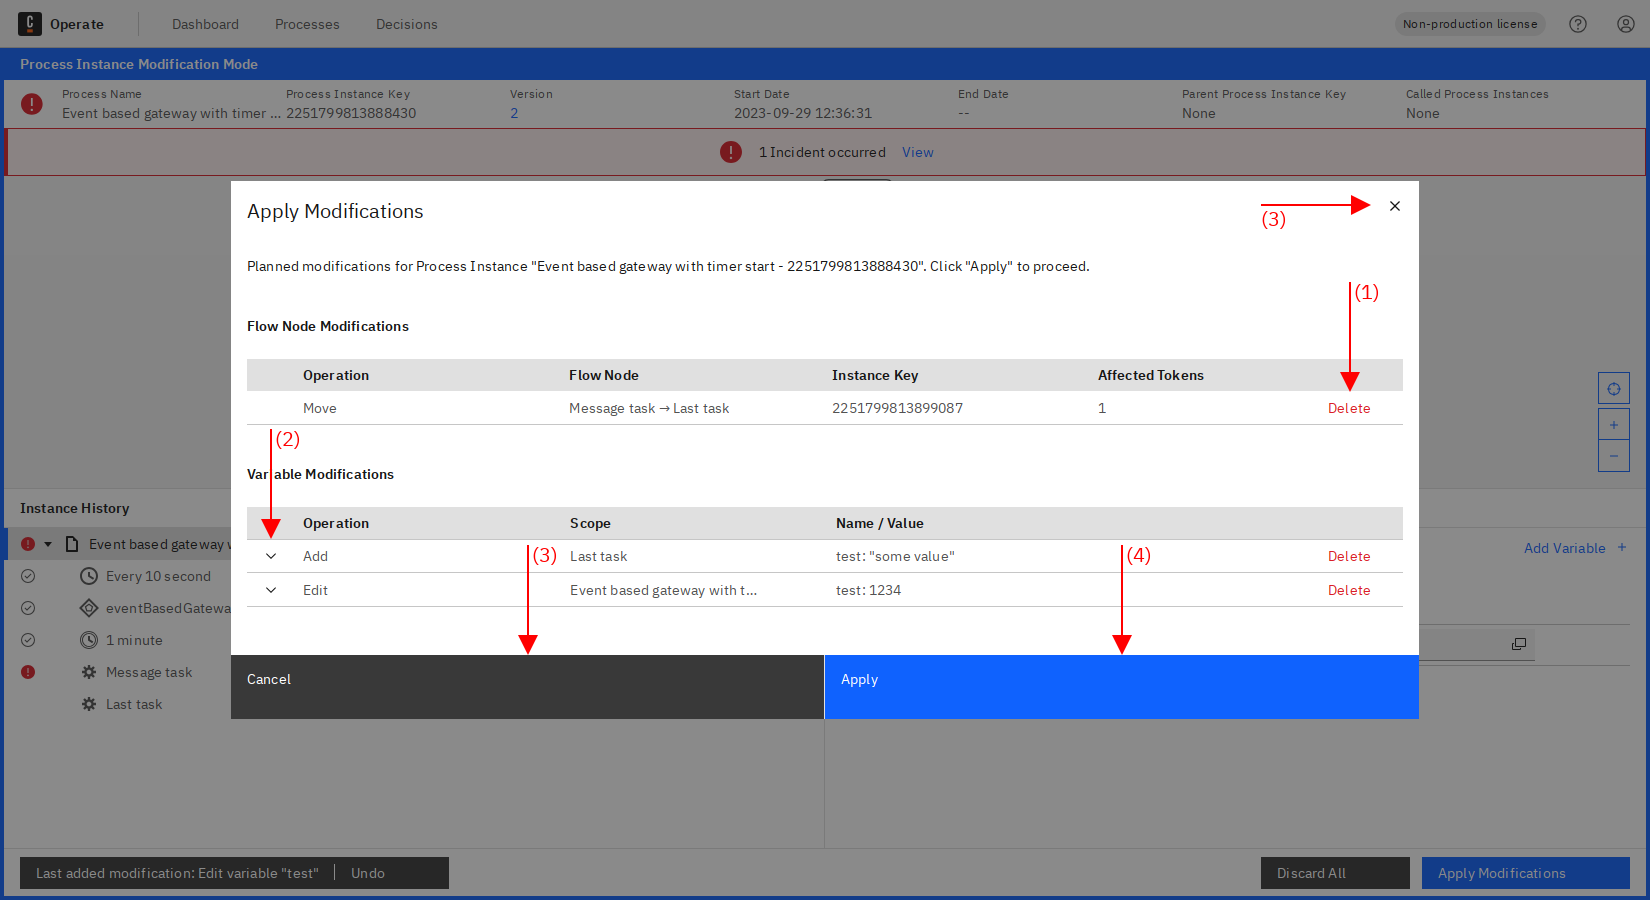 Operate Dashboard Processes Decisions Non-production license
Process Instance Modification Mode
Process Name Process Instance Key Version Start Date End Date Parent Process Instance Key Called Process Instances
Event based gateway with timer ... 2251799813888430 2 2023-09-29 12:36:31 -- None None
1 Incident occurred View
Apply Modifications
(3)
Planned modifications for Process Instance "Event based gateway with timer start - 2251799813888430". Click "Apply" to proceed.
(1)
Flow Node Modifications
Operation Flow Node Instance Key Affected Tokens
Move Message task → Last task 2251799813899087 1 Delete
(2)
Variable Modifications
Operation Scope Name / Value
Add Last task test: "some value" Delete
Edit Event based gateway with t... test: 1234 Delete
(3) (4)
Cancel Apply
Instance History
Event based gateway w
Every 10 second
eventBasedGatewa
1 minute
Message task
Last task
Add Variable +
Last added modification: Edit variable "test" Undo
Discard All Apply Modifications